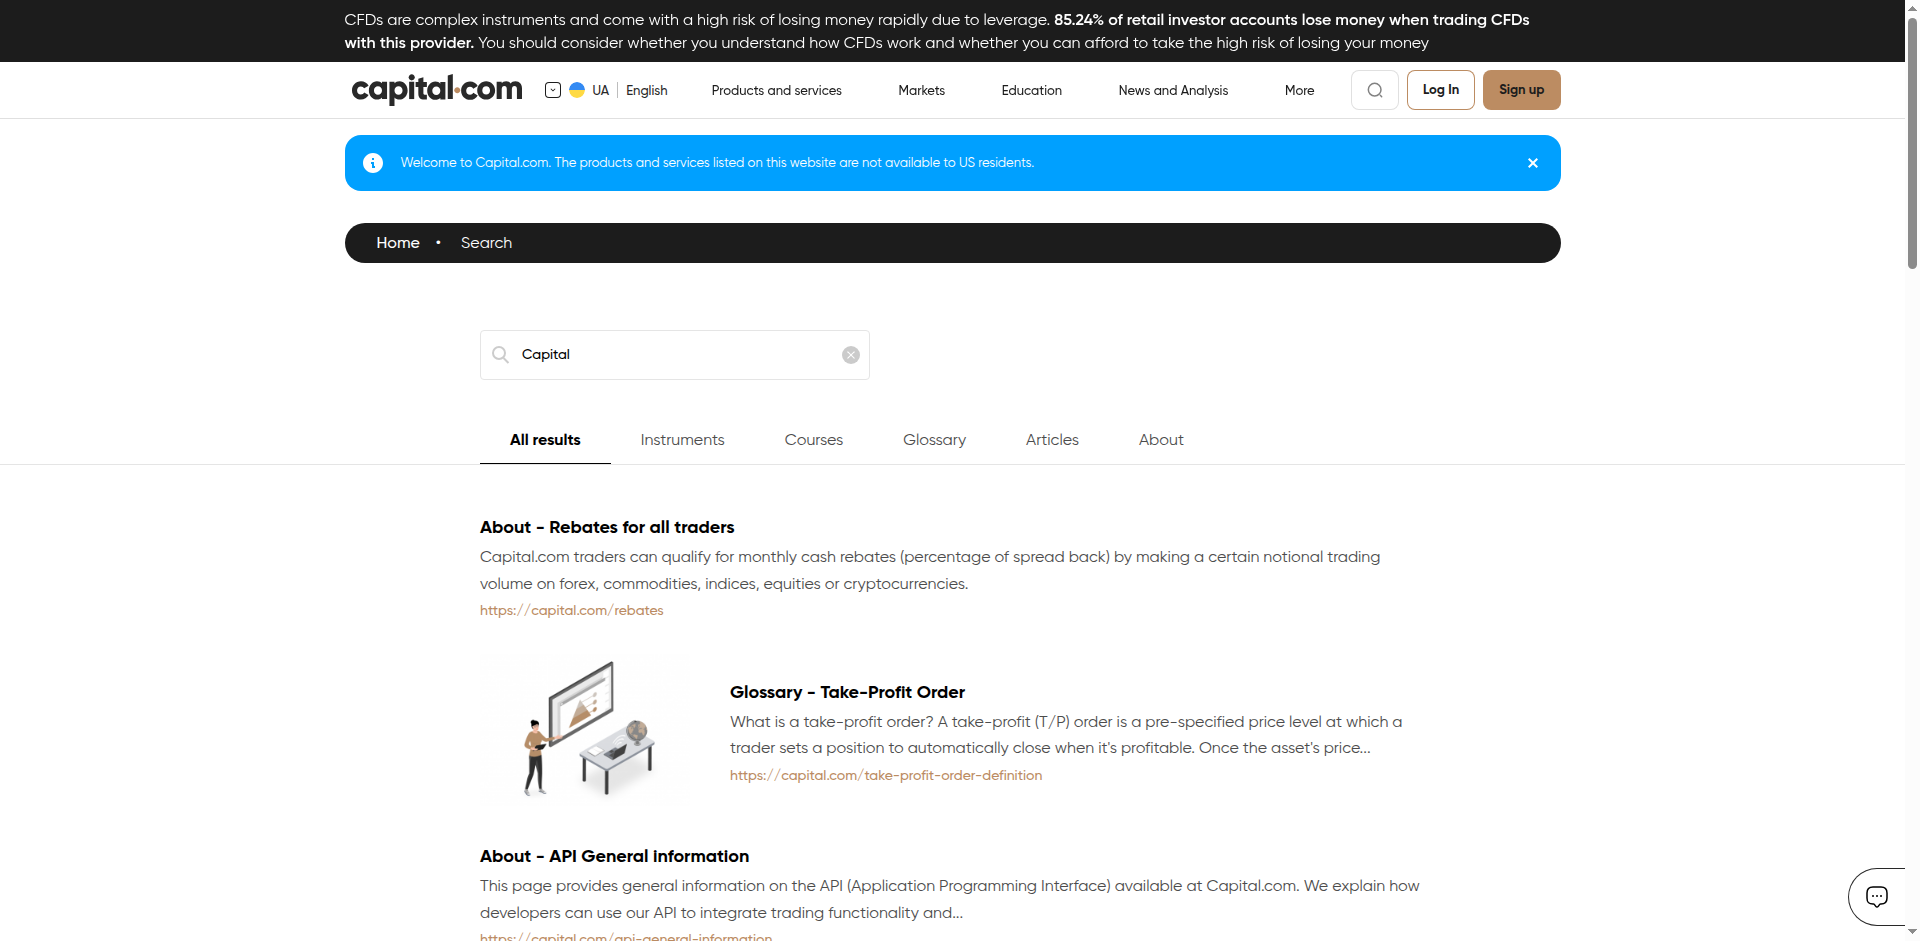 CFDs are complex instruments and come with a high risk of losing money rapidly due to leverage. 85.24% of retail investor accounts lose money when trading CFDs
with this provider. You should consider whether you understand how CFDs work and whether you can afford to take the high risk of losing your money
capital.com
UA English
Products and services
Markets
Education
News and Analysis
More
Log In
Sign up
Welcome to Capital.com. The products and services listed on this website are not available to US residents.
Home • Search
Capital
All results
Instruments
Courses
Glossary
Articles
About
About - Rebates for all traders
Capital.com traders can qualify for monthly cash rebates (percentage of spread back) by making a certain notional trading
volume on forex, commodities, indices, equities or cryptocurrencies.
https://capital.com/rebates
Glossary - Take-Profit Order
What is a take-profit order? A take-profit (T/P) order is a pre-specified price level at which a
trader sets a position to automatically close when it's profitable. Once the asset's price...
https://capital.com/take-profit-order-definition
About - API General information
This page provides general information on the API (Application Programming Interface) available at Capital.com. We explain how
developers can use our API to integrate trading functionality and...
https://capital.com/api-general-information